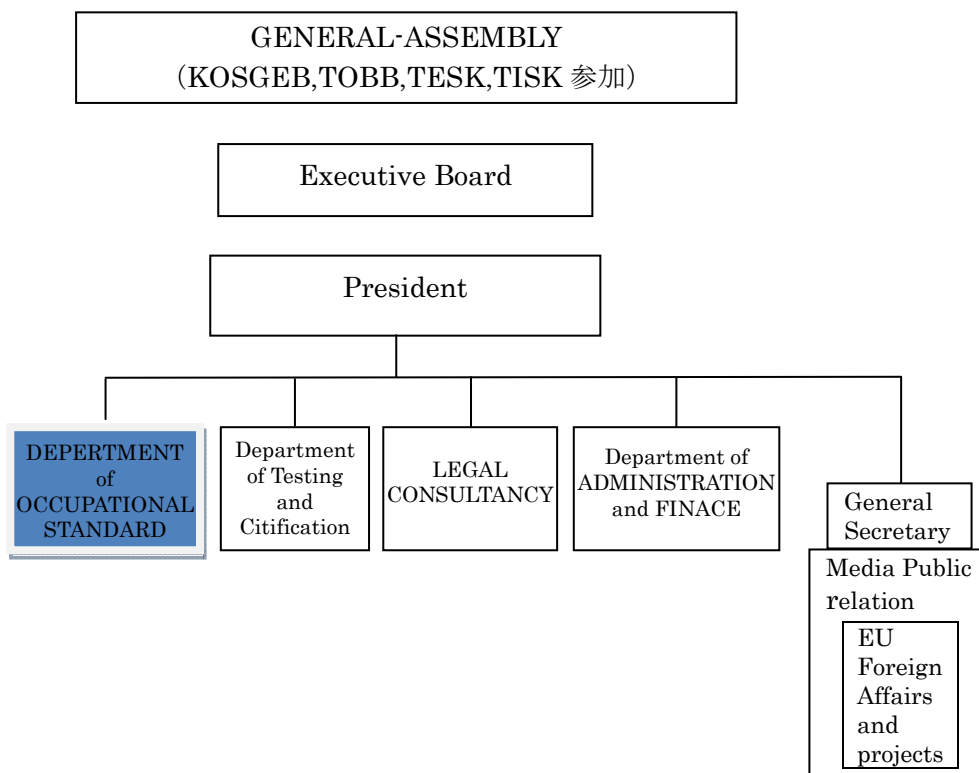 GENERAL-ASSEMBLY
（KOSGEB,TOBB,TESK,TISK 参加）
Executive Board
President
DEPERTMENT
of
OCCUPATIONAL
STANDARD
Department
of Testing
and
Citification
LEGAL
CONSULTANCY
Department of
ADMINISTRATION
and FINACE
General
Secretary
Media Public
relation
EU
Foreign
Affairs
and
projects